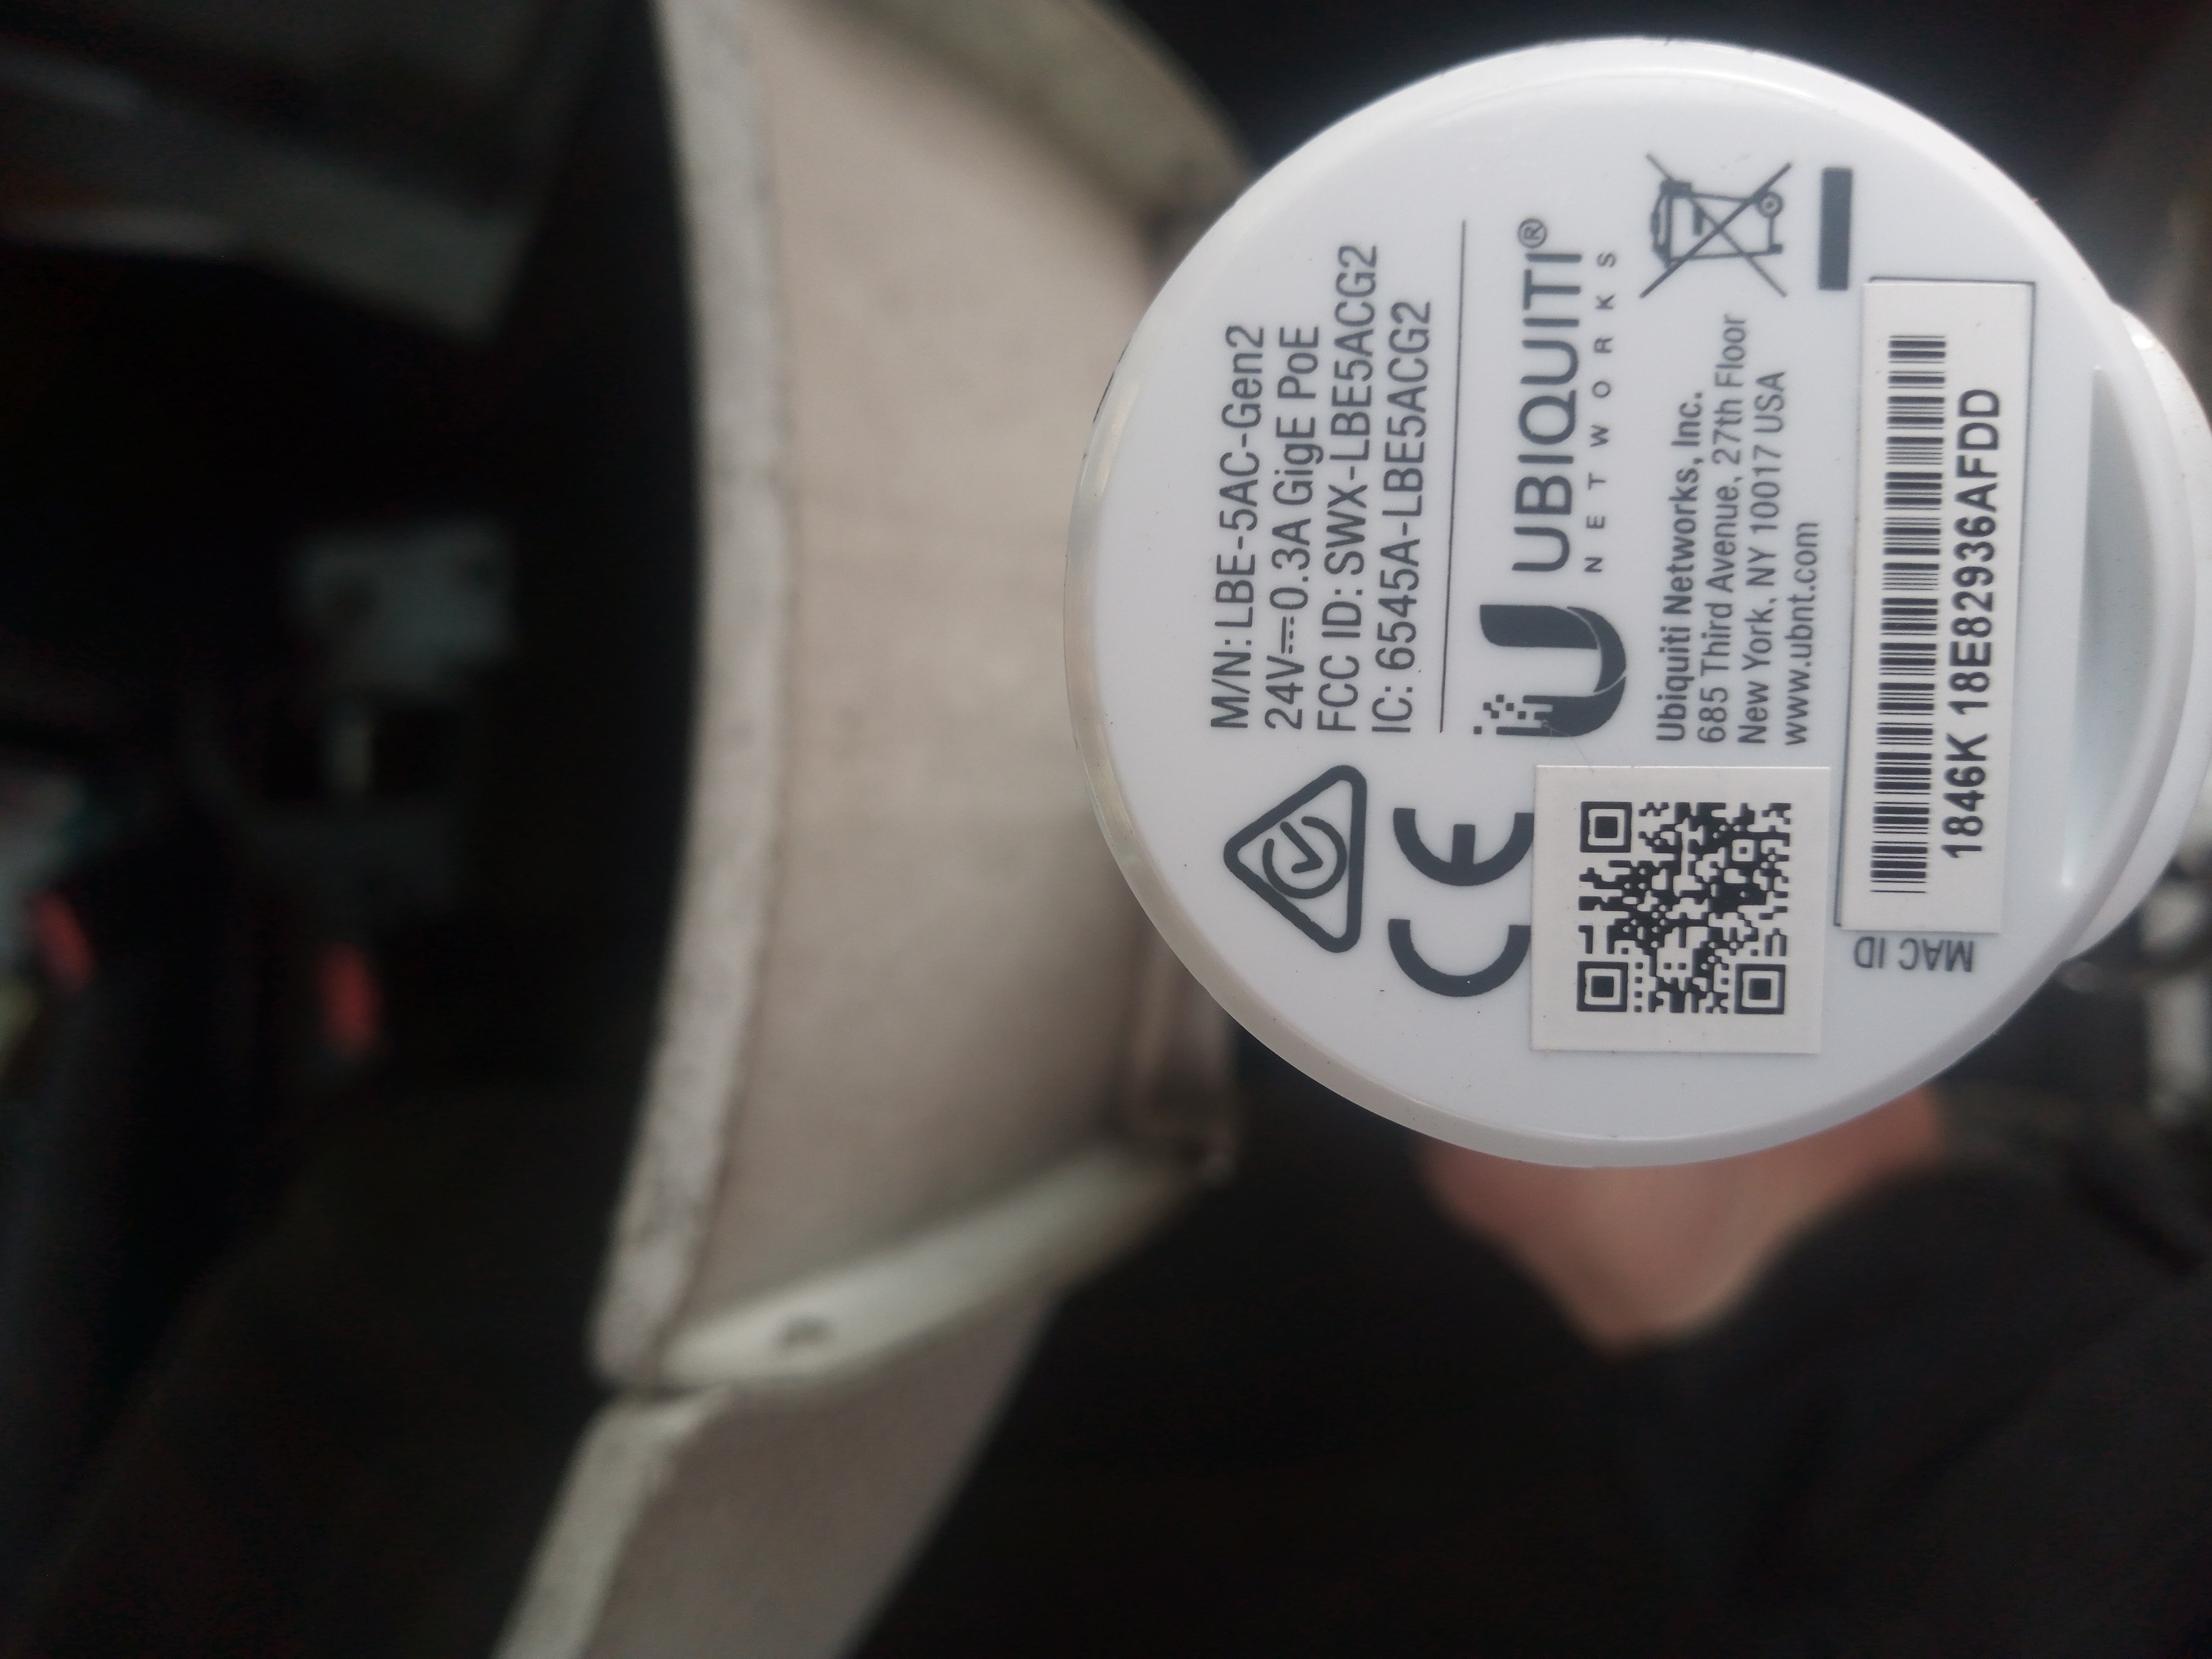 M/N: LBE-5AC-Gen2
24V⎓0.3A GigE PoE
FCC ID: SWX-LBE5ACG2
IC: 6545A-LBE5ACG2
UBIQUITI®
NETWORKS
CE
Ubiquiti Networks, Inc.
685 Third Avenue, 27th Floor
New York, NY 10017 USA
www.ubnt.com
1846K 18E82936AFDD
MAC ID